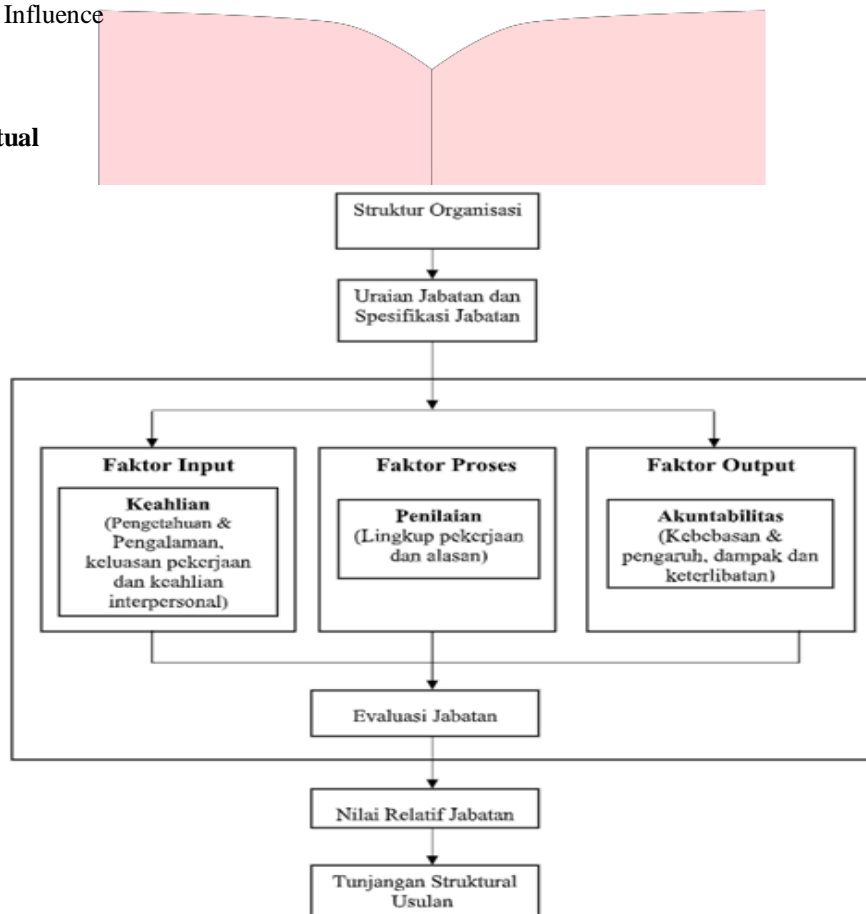 Influence
tual
Struktur Organisasi
Uraian Jabatan dan
Spesifikasi Jabatan
Faktor Input
Keahlian
(Pengetahuan &
Pengalaman,
keluasan pekerjaan
dan keahlian
interpersonal)
Faktor Proses
Penilaian
(Lingkup pekerjaan
dan alasan)
Faktor Output
Akuntabilitas
(Kebebasan &
pengaruh, dampak dan
keterlibatan)
Evaluasi Jabatan
Nilai Relatif Jabatan
Tunjangan Struktural
Usulan